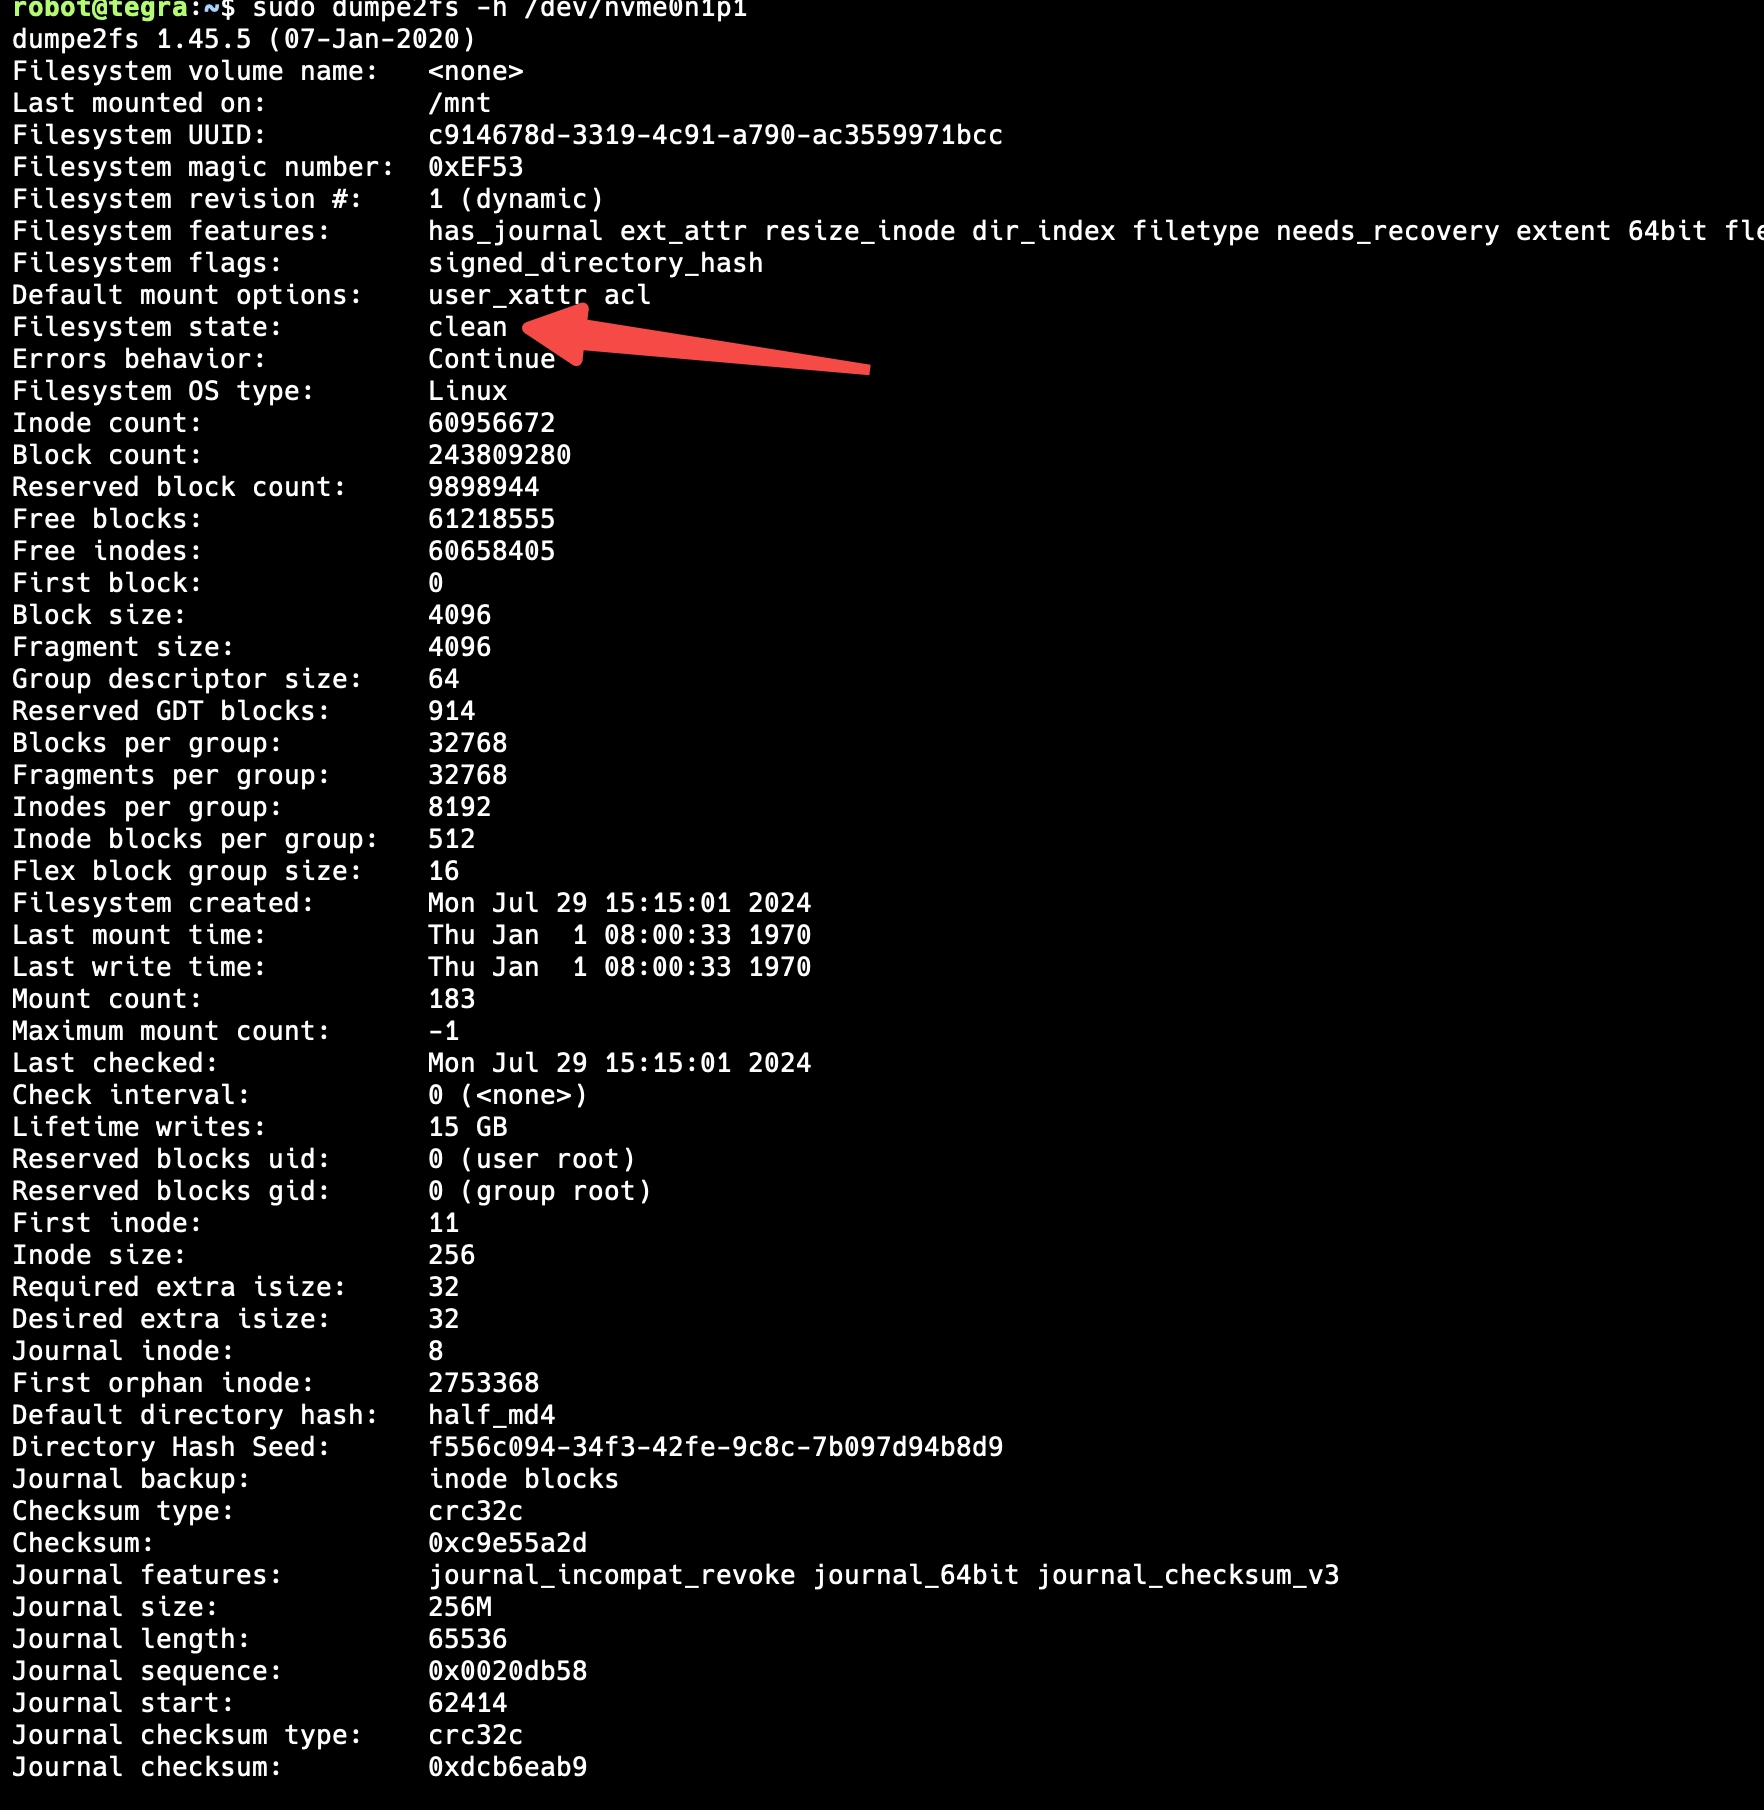 robot@tegra:~$ sudo dumpe2fs -h /dev/nvme0n1p1
dumpe2fs 1.45.5 (07-Jan-2020)
Filesystem volume name:   <none>
Last mounted on:          /mnt
Filesystem UUID:          c914678d-3319-4c91-a790-ac3559971bcc
Filesystem magic number:  0xEF53
Filesystem revision #:    1 (dynamic)
Filesystem features:      has_journal ext_attr resize_inode dir_index filetype needs_recovery extent 64bit fle
Filesystem flags:         signed_directory_hash
Default mount options:    user_xattr acl
Filesystem state:         clean
Errors behavior:          Continue
Filesystem OS type:       Linux
Inode count:              60956672
Block count:              243809280
Reserved block count:     9898944
Free blocks:              61218555
Free inodes:              60658405
First block:              0
Block size:               4096
Fragment size:            4096
Group descriptor size:    64
Reserved GDT blocks:      914
Blocks per group:         32768
Fragments per group:      32768
Inodes per group:         8192
Inode blocks per group:   512
Flex block group size:    16
Filesystem created:       Mon Jul 29 15:15:01 2024
Last mount time:          Thu Jan  1 08:00:33 1970
Last write time:          Thu Jan  1 08:00:33 1970
Mount count:              183
Maximum mount count:      -1
Last checked:             Mon Jul 29 15:15:01 2024
Check interval:           0 (<none>)
Lifetime writes:          15 GB
Reserved blocks uid:      0 (user root)
Reserved blocks gid:      0 (group root)
First inode:              11
Inode size:               256
Required extra isize:     32
Desired extra isize:      32
Journal inode:            8
First orphan inode:       2753368
Default directory hash:   half_md4
Directory Hash Seed:      f556c094-34f3-42fe-9c8c-7b097d94b8d9
Journal backup:           inode blocks
Checksum type:            crc32c
Checksum:                 0xc9e55a2d
Journal features:         journal_incompat_revoke journal_64bit journal_checksum_v3
Journal size:             256M
Journal length:           65536
Journal sequence:         0x0020db58
Journal start:            62414
Journal checksum type:    crc32c
Journal checksum:         0xdcb6eab9